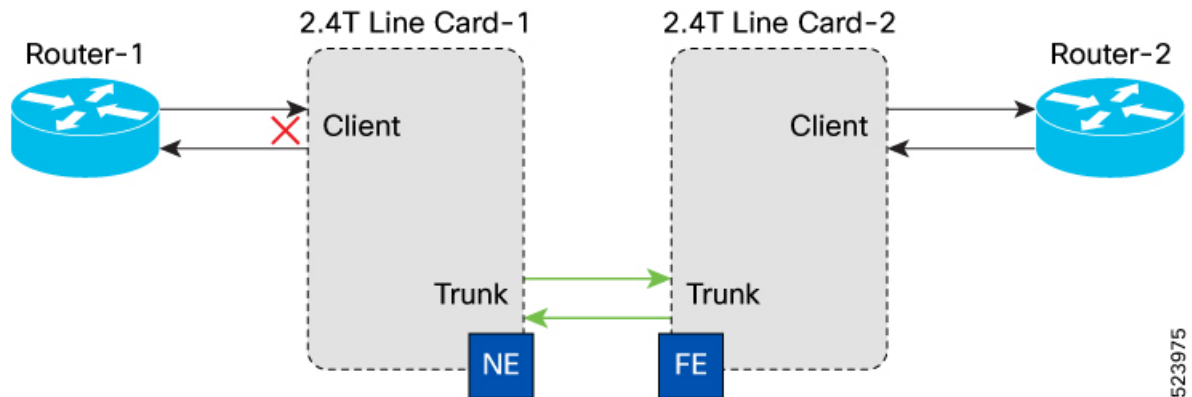 2.4T Line Card-1
2.4T Line Card-2
Router-1
Router-2
Client
Client
Trunk
Trunk
NE
FE
523975